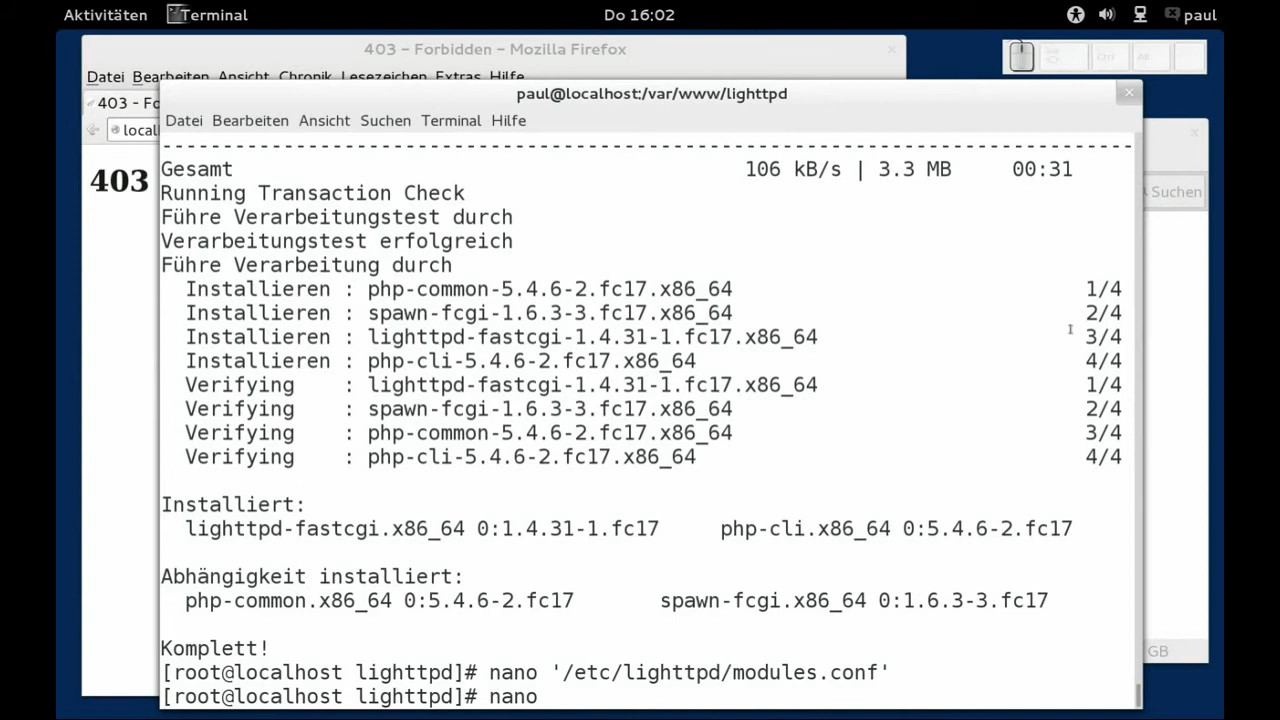 Aktivitäten Terminal Do 16:02 paul
403 – Forbidden – Mozilla Firefox
Datei Bearbeiten Ansicht Chronik Lesezeichen Extras Hilfe
403 - Fo
local
403
paul@localhost:/var/www/lighttpd
Datei Bearbeiten Ansicht Suchen Terminal Hilfe
--------------------------------------------------------------------------------
Gesamt 106 kB/s | 3.3 MB 00:31
Running Transaction Check
Führe Verarbeitungstest durch
Verarbeitungstest erfolgreich
Führe Verarbeitung durch
Installieren : php-common-5.4.6-2.fc17.x86_64 1/4
Installieren : spawn-fcgi-1.6.3-3.fc17.x86_64 2/4
Installieren : lighttpd-fastcgi-1.4.31-1.fc17.x86_64 3/4
Installieren : php-cli-5.4.6-2.fc17.x86_64 4/4
Verifying : lighttpd-fastcgi-1.4.31-1.fc17.x86_64 1/4
Verifying : spawn-fcgi-1.6.3-3.fc17.x86_64 2/4
Verifying : php-common-5.4.6-2.fc17.x86_64 3/4
Verifying : php-cli-5.4.6-2.fc17.x86_64 4/4
Installiert:
lighttpd-fastcgi.x86_64 0:1.4.31-1.fc17 php-cli.x86_64 0:5.4.6-2.fc17
Abhängigkeit installiert:
php-common.x86_64 0:5.4.6-2.fc17 spawn-fcgi.x86_64 0:1.6.3-3.fc17
Komplett!
[root@localhost lighttpd]# nano '/etc/lighttpd/modules.conf'
[root@localhost lighttpd]# nano
Suchen
GB
Ctrl